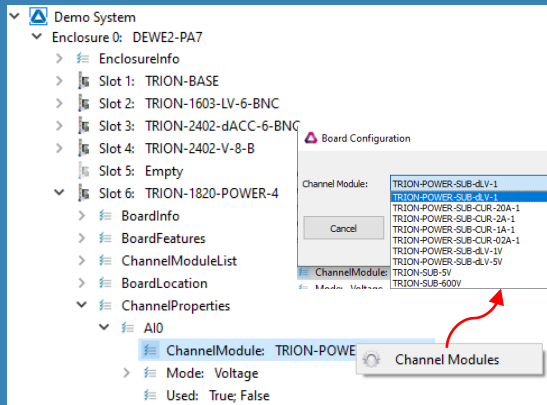 Demo System
Enclosure 0: DEWE2-PA7
EnclosureInfo
Slot 1: TRION-BASE
Slot 2: TRION-1603-LV-6-BNC
Slot 3: TRION-2402-dACC-6-BNC
Slot 4: TRION-2402-V-8-B
Slot 5: Empty
Slot 6: TRION-1820-POWER-4
BoardInfo
BoardFeatures
ChannelModuleList
BoardLocation
ChannelProperties
AI0
ChannelModule: TRION-POWE
Mode: Voltage
Used: True; False
Board Configuration
Channel Module:
TRION-POWER-SUB-dLV-1
TRION-POWER-SUB-dLV-1
TRION-POWER-SUB-CUR-20A-1
TRION-POWER-SUB-CUR-2A-1
TRION-POWER-SUB-CUR-1A-1
TRION-POWER-SUB-CUR-02A-1
TRION-POWER-SUB-dLV-1V
TRION-POWER-SUB-dLV-5V
TRION-SUB-5V
TRION-SUB-600V
Cancel
ChannelModule:
Channel Modules